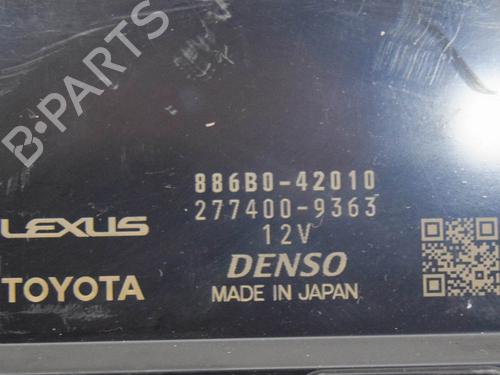 B-PARTS
886B0-42010
277400-9363
12V
LEXUS
DENSO
TOYOTA
MADE IN JAPAN